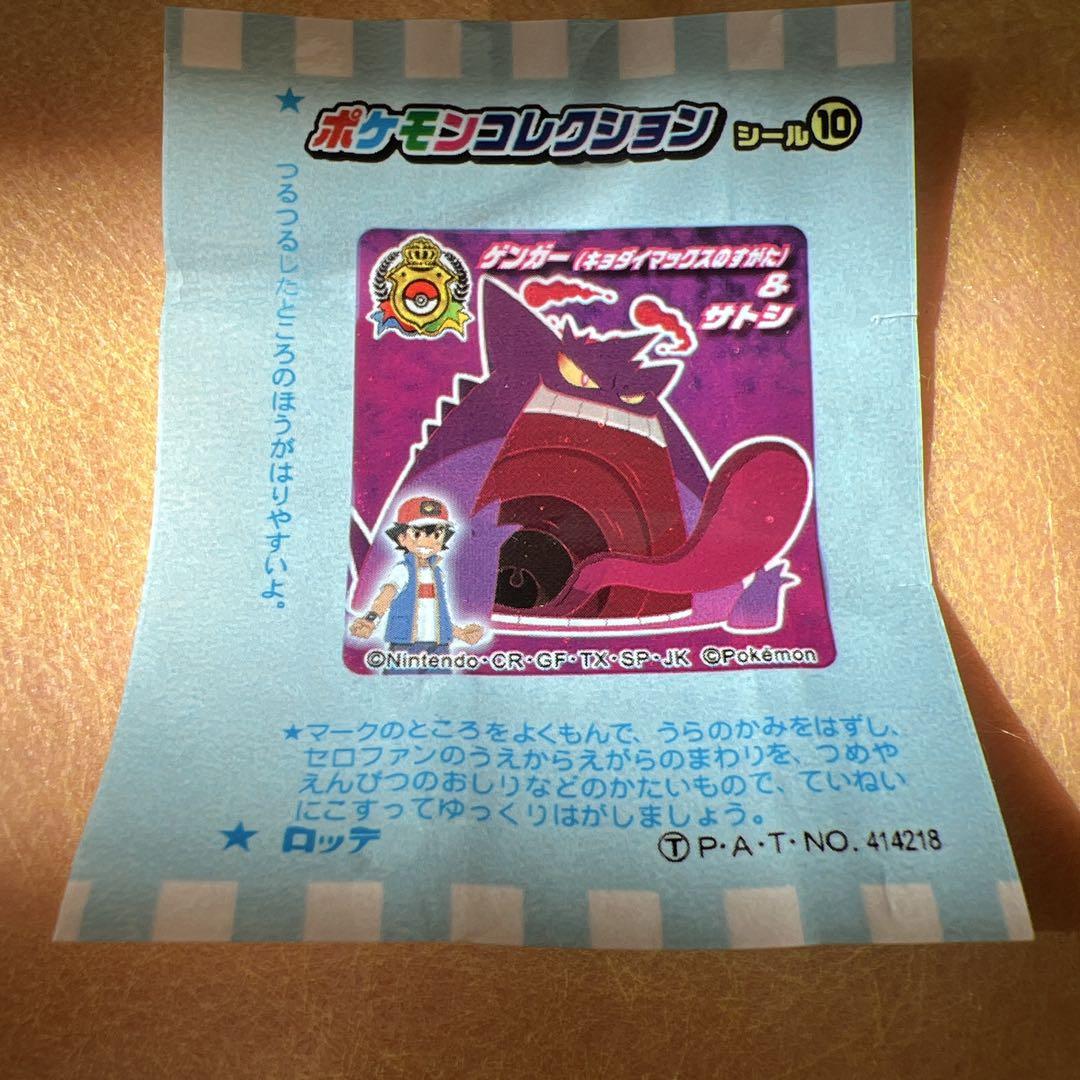 ポケモンコレクション シール10
★つるつるしたところのほうがはりやすいよ。
ゲンガー(キョダイマックスのすがた)
&
サトシ
©Nintendo・CR・GF・TX・SP・JK ©Pokémon
★マークのところをよくもんで、うらのかみをはずし、
セロファンのうえからえがらのまわりを、つめや
えんぴつのおしりなどのかたいもので、ていねい
にこすってゆっくりはがしましょう。
★ ロッテ
Ⓣ P・A・T・NO. 414218